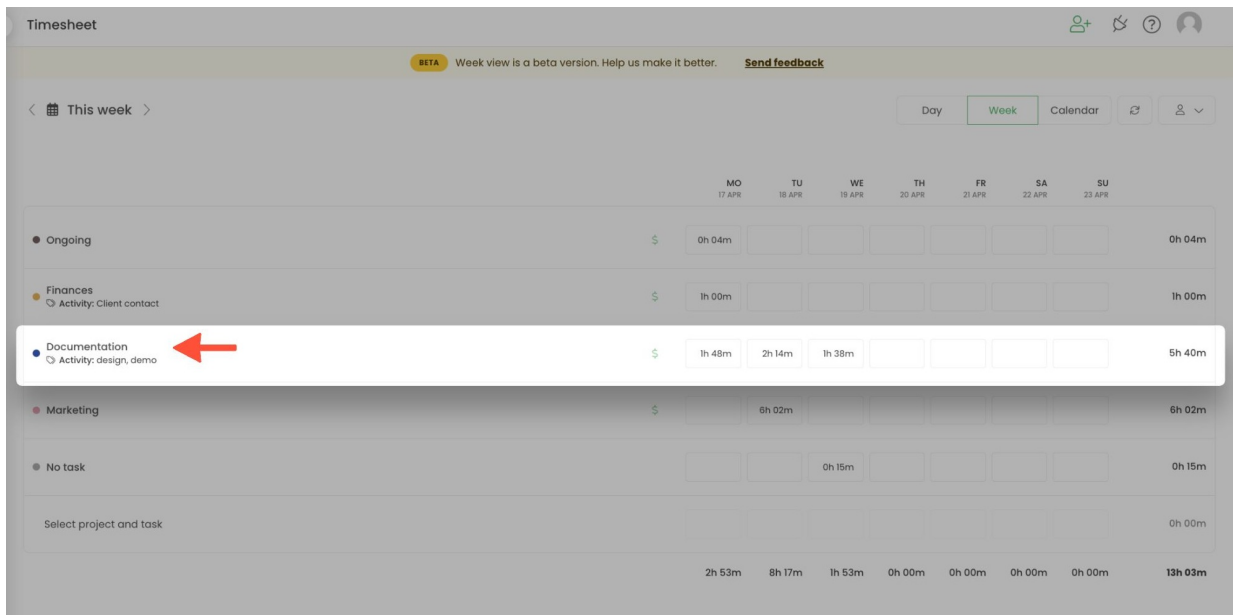 Timesheet
BETA Week view is a beta version. Help us make it better. Send feedback
This week
Day Week Calendar
MO TU WE TH FR SA SU
17 APR 18 APR 19 APR 20 APR 21 APR 22 APR 23 APR
Ongoing $ 0h 04m 0h 04m
Finances
Activity: Client contact $ 1h 00m 1h 00m
Documentation
Activity: design, demo $ 1h 48m 2h 14m 1h 38m 5h 40m
Marketing $ 6h 02m 6h 02m
No task 0h 15m 0h 15m
Select project and task 0h 00m
2h 53m 8h 17m 1h 53m 0h 00m 0h 00m 0h 00m 0h 00m 13h 03m